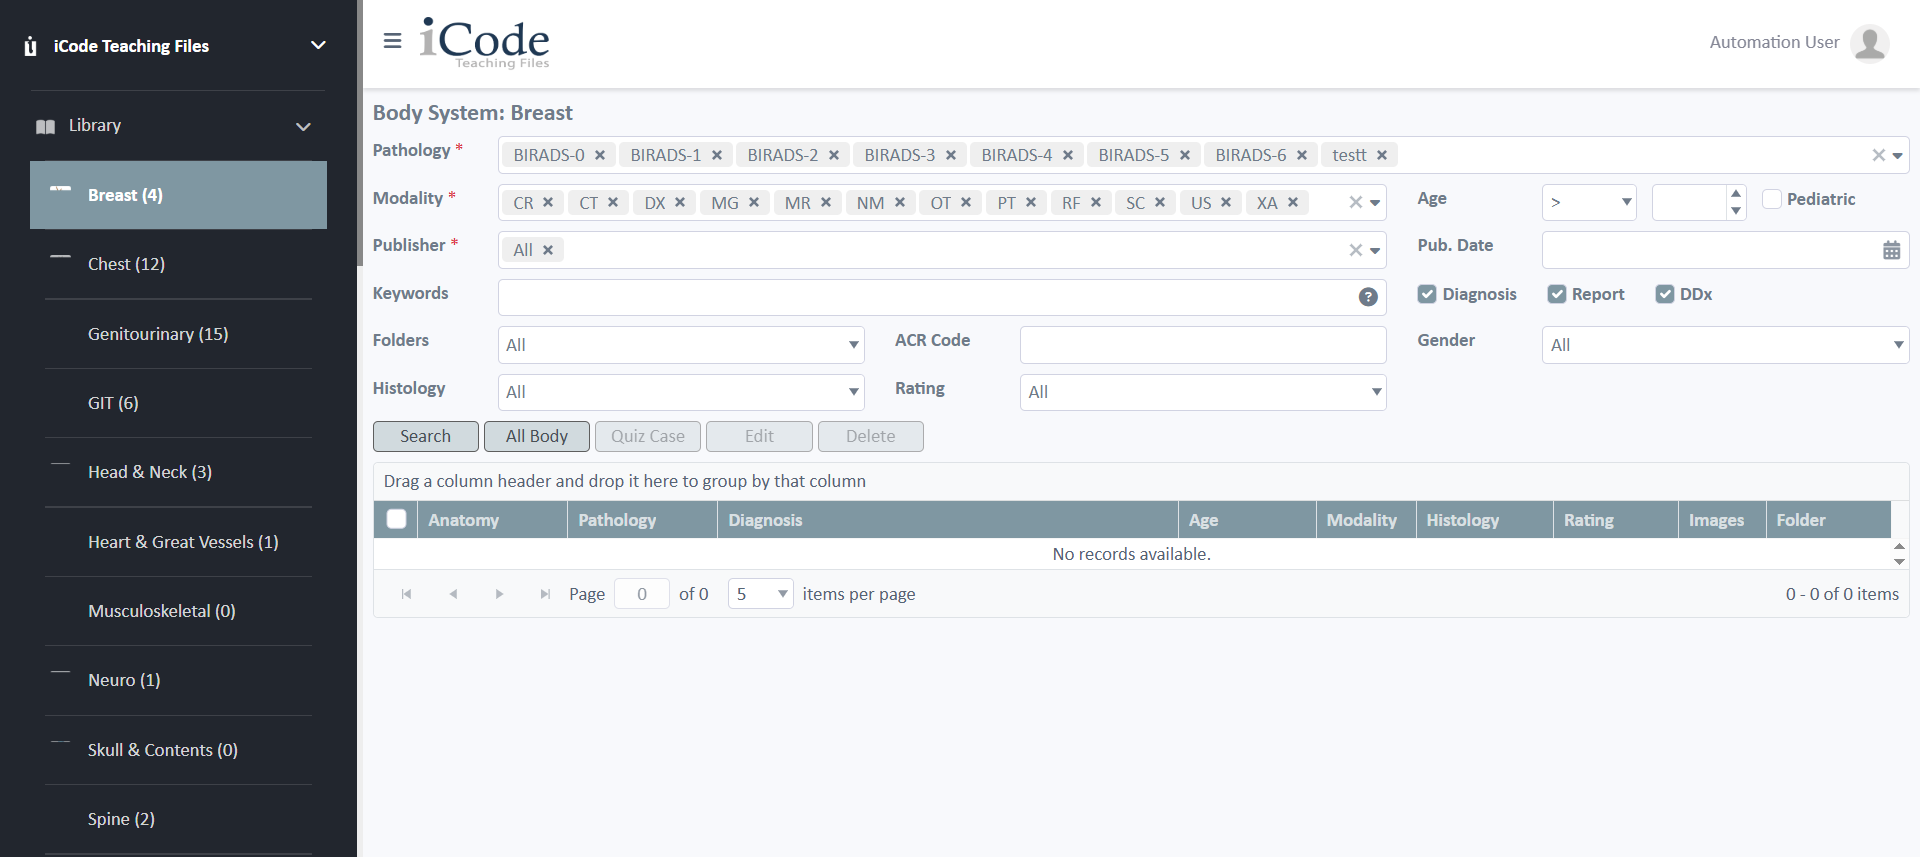 iCode Teaching Files
Library
Breast (4)
Chest (12)
Genitourinary (15)
GIT (6)
Head & Neck (3)
Heart & Great Vessels (1)
Musculoskeletal (0)
Neuro (1)
Skull & Contents (0)
Spine (2)
iCode
Teaching Files
Automation User
Body System: Breast
Pathology * BIRADS-0 BIRADS-1 BIRADS-2 BIRADS-3 BIRADS-4 BIRADS-5 BIRADS-6 testt
Modality * CR CT DX MG MR NM OT PT RF SC US XA Age > Pediatric
Publisher * All Pub. Date
Keywords ? Diagnosis Report DDx
Folders All ACR Code Gender All
Histology All Rating All
Search All Body Quiz Case Edit Delete
Drag a column header and drop it here to group by that column
Anatomy Pathology Diagnosis Age Modality Histology Rating Images Folder
No records available.
Page 0 of 0 5 items per page 0 - 0 of 0 items